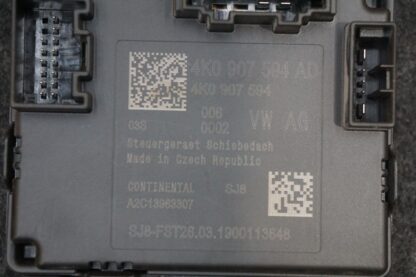 4K0 907 594 AD
4K0 907 594
006
03S 0002 VW AG
Steuergeraet Schiebedach
Made in Czech Republic
CONTINENTAL SJ8
A2C13963307
SJ8-FST26.03.1900113646